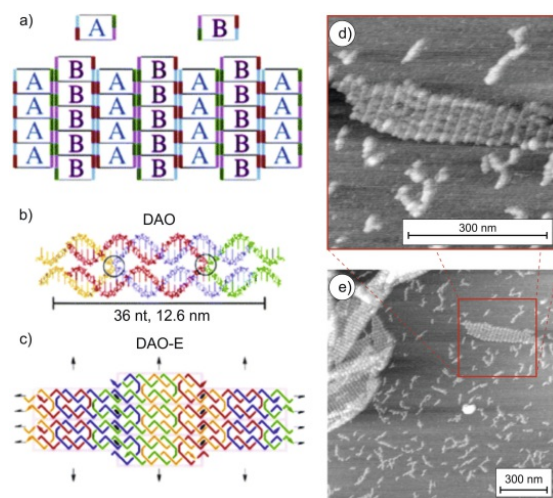 a)
A B
B B B
A A A A
B B B
A A A A
B B B
A A A A
B B B
A A A A
B B B
b)
DAO
36 nt, 12.6 nm
c)
DAO-E
d)
300 nm
e)
300 nm